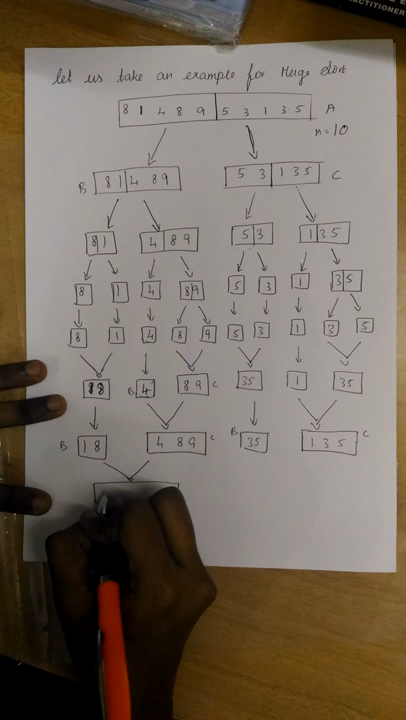 let us take an example for Merge Sort
8 1 4 8 9 5 3 1 3 5 A
n=10
B 8 1 4 8 9 5 3 1 3 5 C
8 1 4 8 9 5 3 1 3 5
8 1 4 8 9 5 3 1 3 5
8 1 4 8 9 5 3 1 3 5
1 8 B 4 8 9 C 3 5 1 3 5
B 1 8 4 8 9 C B 3 5 1 3 5 C